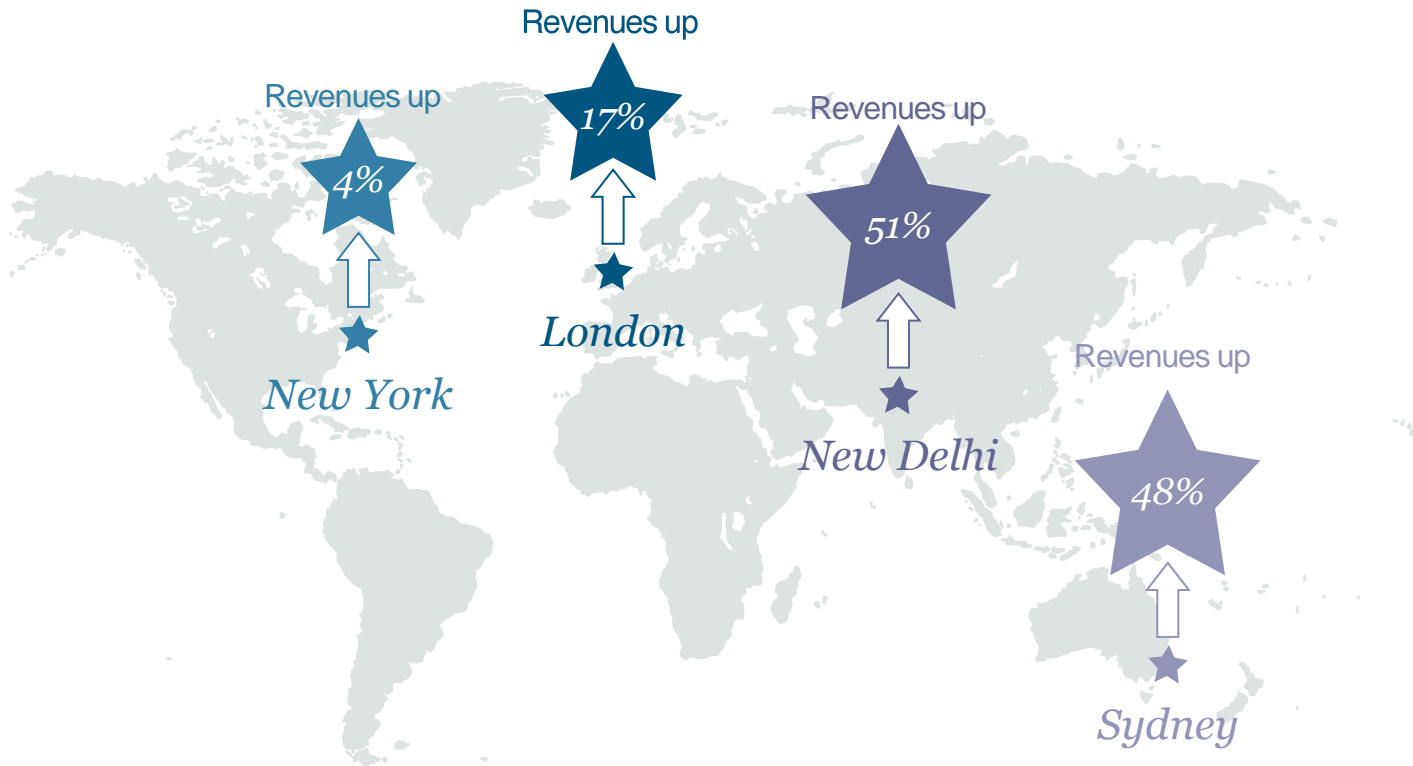 Revenues up
17%
London
Revenues up
4%
New York
Revenues up
51%
New Delhi
Revenues up
48%
Sydney